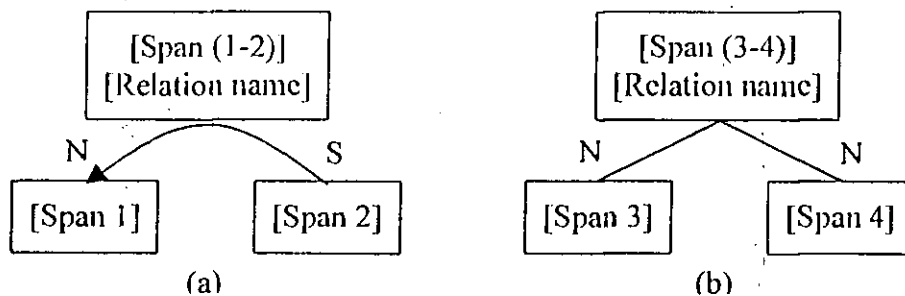 [Span (1-2)]
[Relation name]
[Span (3-4)]
[Relation name]
N
S
N
N
[Span 1]
[Span 2]
[Span 3]
[Span 4]
(a)
(b)